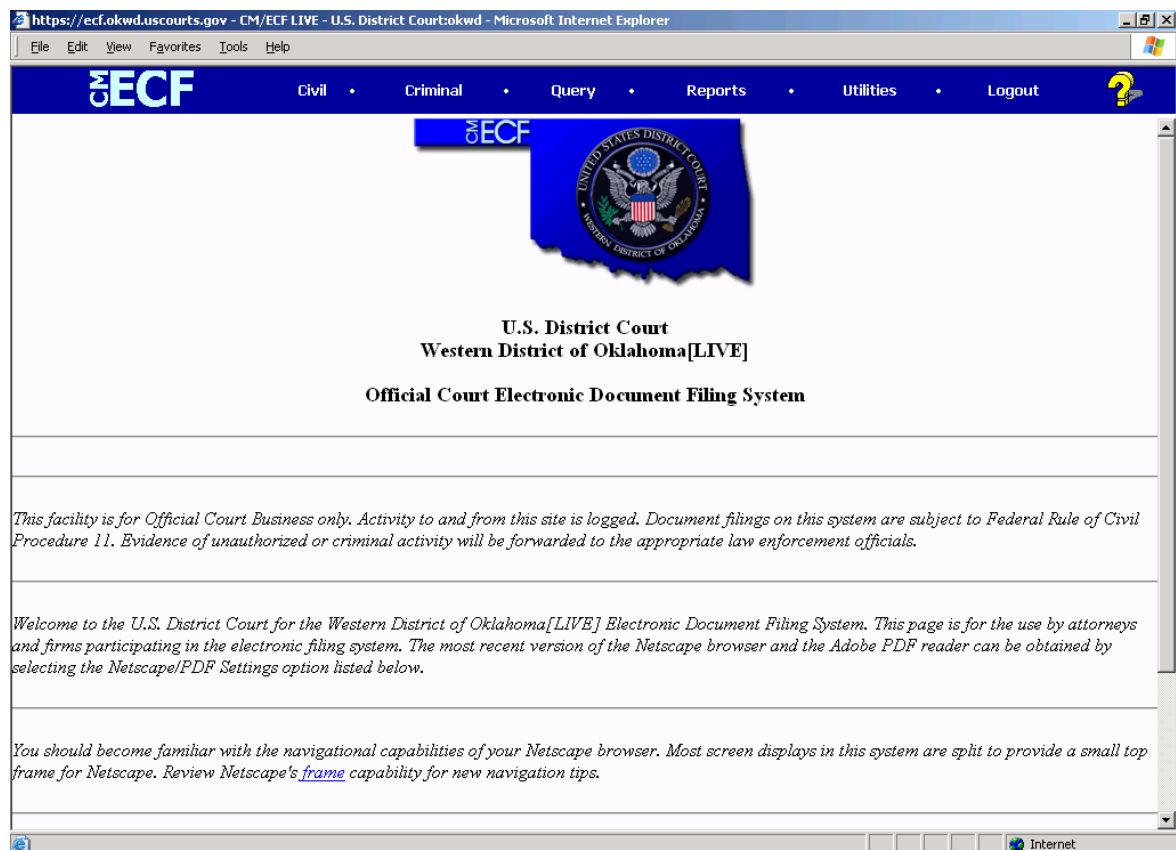 https://ecf.okwd.uscourts.gov - CM/ECF LIVE - U.S. District Court:okwd - Microsoft Internet Explorer
File Edit View Favorites Tools Help
CM ECF Civil • Criminal • Query • Reports • Utilities • Logout ?
CM ECF
UNITED STATES DISTRICT COURT
WESTERN DISTRICT OF OKLAHOMA
U.S. District Court
Western District of Oklahoma[LIVE]
Official Court Electronic Document Filing System
This facility is for Official Court Business only. Activity to and from this site is logged. Document filings on this system are subject to Federal Rule of Civil
Procedure 11. Evidence of unauthorized or criminal activity will be forwarded to the appropriate law enforcement officials.
Welcome to the U.S. District Court for the Western District of Oklahoma[LIVE] Electronic Document Filing System. This page is for the use by attorneys
and firms participating in the electronic filing system. The most recent version of the Netscape browser and the Adobe PDF reader can be obtained by
selecting the Netscape/PDF Settings option listed below.
You should become familiar with the navigational capabilities of your Netscape browser. Most screen displays in this system are split to provide a small top
frame for Netscape. Review Netscape's frame capability for new navigation tips.
Internet